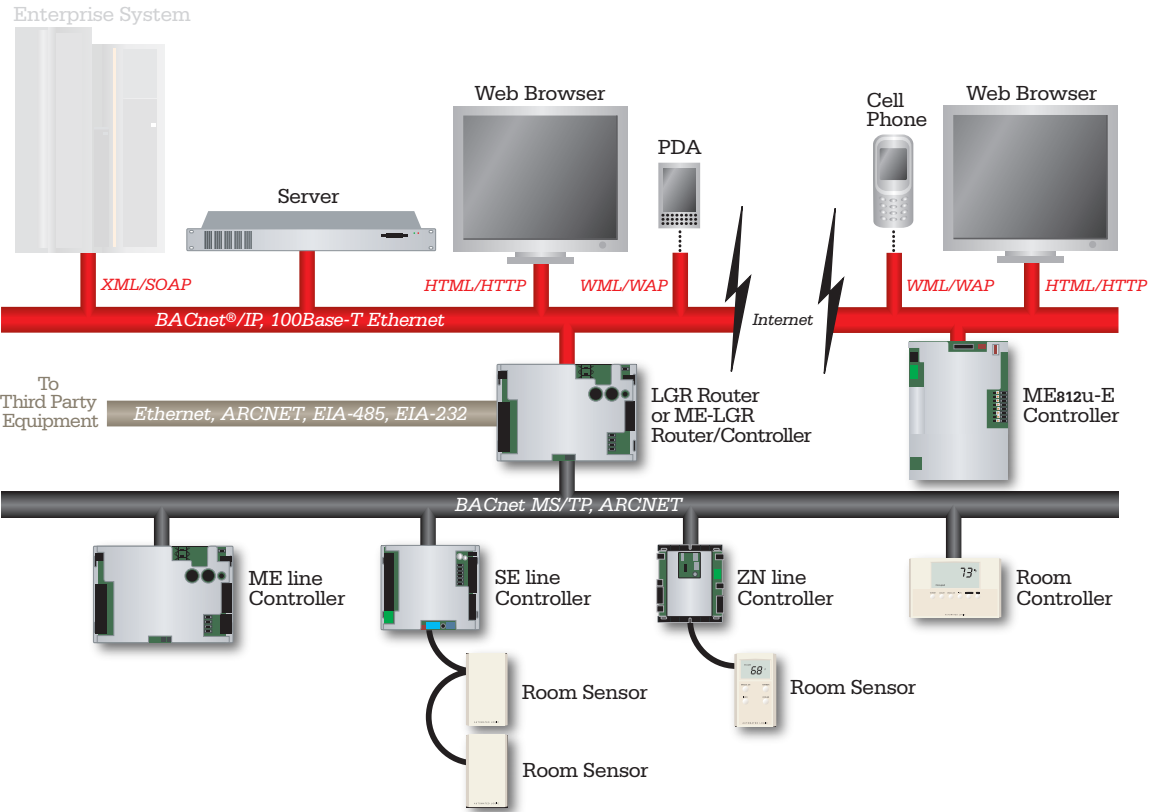 Enterprise System
Server
Web Browser
PDA
Cell
Phone
Web Browser
XML/SOAP
HTML/HTTP
WML/WAP
WML/WAP
HTML/HTTP
BACnet®/IP, 100Base-T Ethernet
Internet
To
Third Party
Equipment
Ethernet, ARCNET, EIA-485, EIA-232
LGR Router
or ME-LGR
Router/Controller
ME812u-E
Controller
BACnet MS/TP, ARCNET
ME line
Controller
SE line
Controller
ZN line
Controller
73°
Room
Controller
68
Room Sensor
Room Sensor
Room Sensor